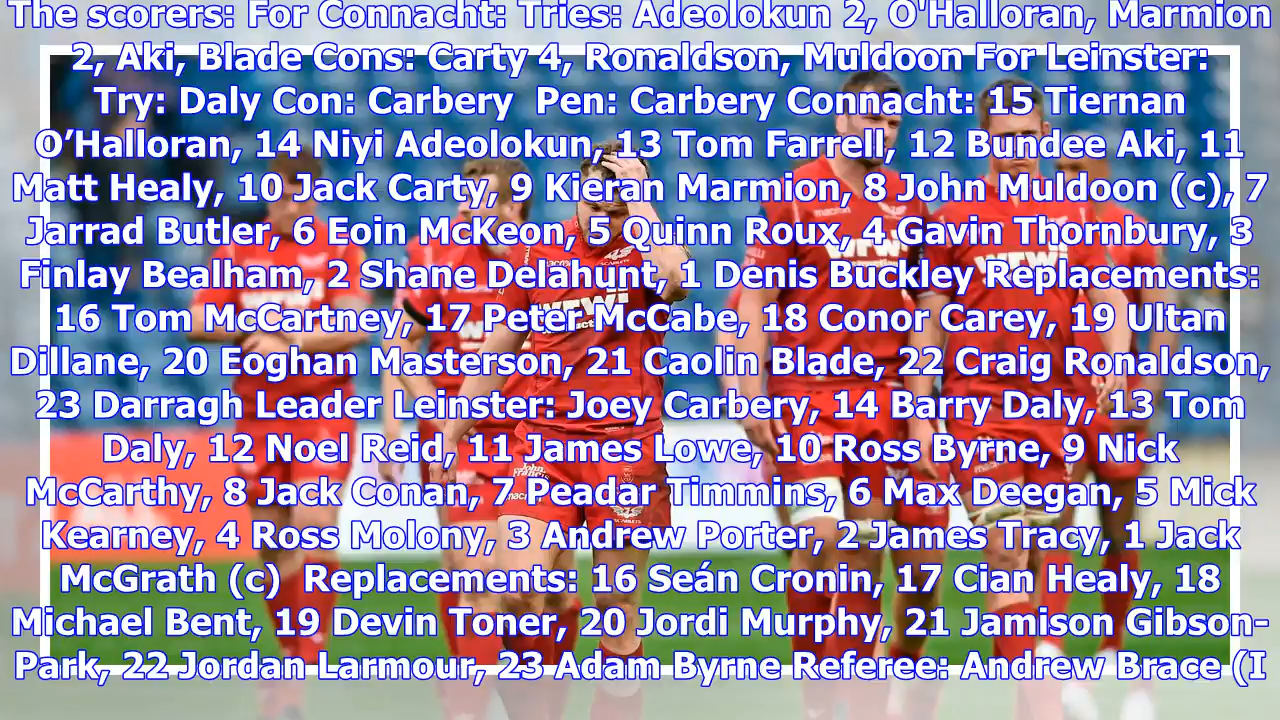 The scorers: For Connacht: Tries: Adeolokun 2, O'Halloran, Marmion
2, Aki, Blade Cons: Carty 4, Ronaldson, Muldoon For Leinster:
Try: Daly Con: Carbery  Pen: Carbery Connacht: 15 Tiernan
O’Halloran, 14 Niyi Adeolokun, 13 Tom Farrell, 12 Bundee Aki, 11
Matt Healy, 10 Jack Carty, 9 Kieran Marmion, 8 John Muldoon (c), 7
Jarrad Butler, 6 Eoin McKeon, 5 Quinn Roux, 4 Gavin Thornbury, 3
Finlay Bealham, 2 Shane Delahunt, 1 Denis Buckley Replacements:
16 Tom McCartney, 17 Peter McCabe, 18 Conor Carey, 19 Ultan
Dillane, 20 Eoghan Masterson, 21 Caolin Blade, 22 Craig Ronaldson,
23 Darragh Leader Leinster: Joey Carbery, 14 Barry Daly, 13 Tom
Daly, 12 Noel Reid, 11 James Lowe, 10 Ross Byrne, 9 Nick
McCarthy, 8 Jack Conan, 7 Peadar Timmins, 6 Max Deegan, 5 Mick
Kearney, 4 Ross Molony, 3 Andrew Porter, 2 James Tracy, 1 Jack
McGrath (c)  Replacements: 16 Seán Cronin, 17 Cian Healy, 18
Michael Bent, 19 Devin Toner, 20 Jordi Murphy, 21 Jamison Gibson-
Park, 22 Jordan Larmour, 23 Adam Byrne Referee: Andrew Brace (I